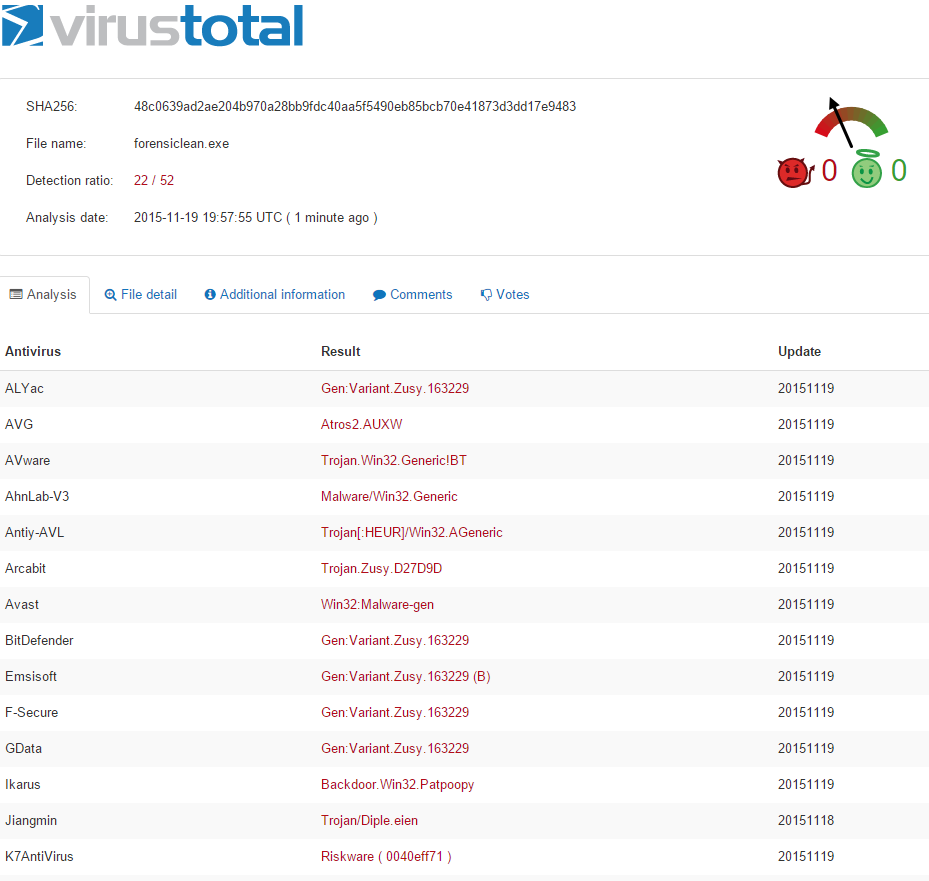 virustotal
SHA256: 48c0639ad2ae204b970a28bb9fdc40aa5f5490eb85bcb70e41873d3dd17e9483
File name: forensiclean.exe
Detection ratio: 22 / 52
Analysis date: 2015-11-19 19:57:55 UTC ( 1 minute ago )
0 0
Analysis File detail Additional information Comments Votes
Antivirus Result Update
ALYac Gen:Variant.Zusy.163229 20151119
AVG Atros2.AUXW 20151119
AVware Trojan.Win32.Generic!BT 20151119
AhnLab-V3 Malware/Win32.Generic 20151119
Antiy-AVL Trojan[:HEUR]/Win32.AGeneric 20151119
Arcabit Trojan.Zusy.D27D9D 20151119
Avast Win32:Malware-gen 20151119
BitDefender Gen:Variant.Zusy.163229 20151119
Emsisoft Gen:Variant.Zusy.163229 (B) 20151119
F-Secure Gen:Variant.Zusy.163229 20151119
GData Gen:Variant.Zusy.163229 20151119
Ikarus Backdoor.Win32.Patpoopy 20151119
Jiangmin Trojan/Diple.eien 20151118
K7AntiVirus Riskware ( 0040eff71 ) 20151119